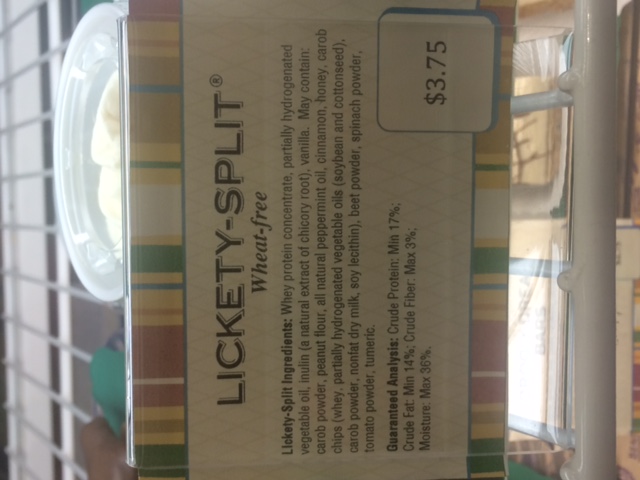 LICKETY-SPLIT®
Wheat-free
Lickety-Split Ingredients: Whey protein concentrate, partially hydrogenated
vegetable oil, inulin (a natural extract of chicory root), vanilla. May contain:
carob powder, peanut flour, all natural peppermint oil, cinnamon, honey, carob
chips (whey, partially hydrogenated vegetable oils (soybean and cottonseed),
carob powder, nonfat dry milk, soy lecithin), beet powder, spinach powder,
tomato powder, tumeric.
Guaranteed Analysis: Crude Protein: Min 17%;
Crude Fat: Min 14%; Crude Fiber: Max 3%;
Moisture: Max 36%.
$3.75